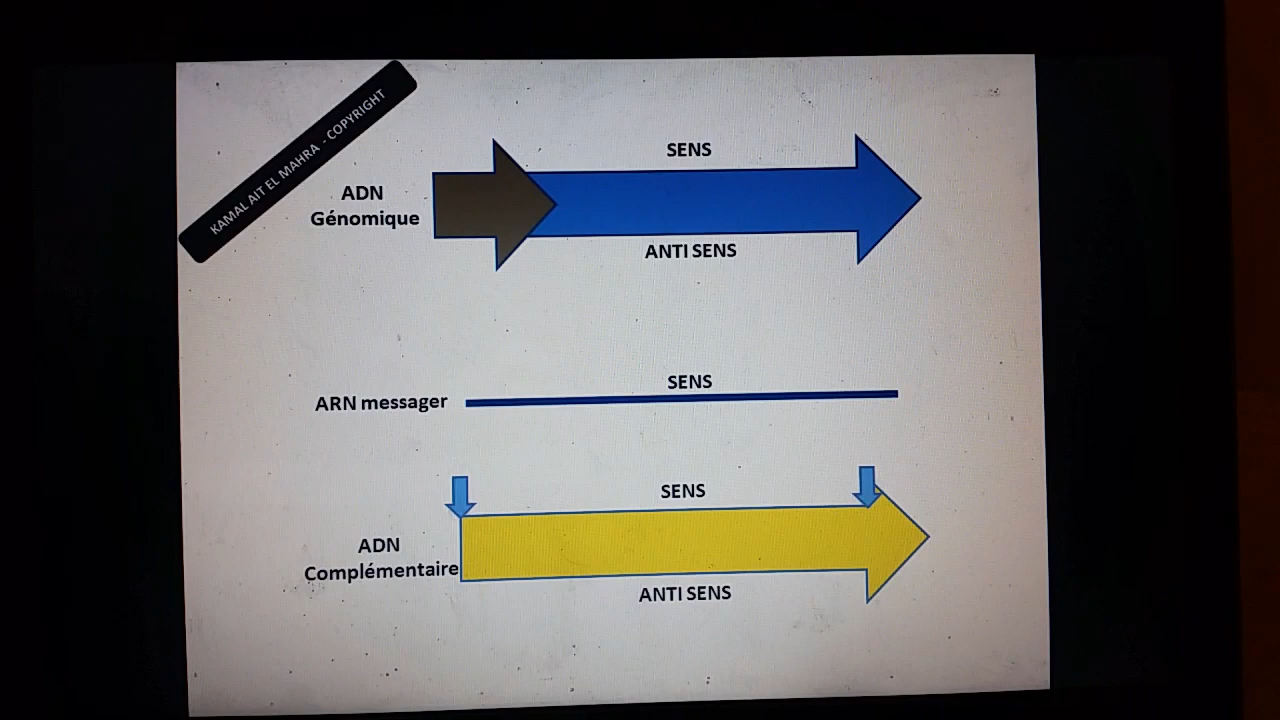 KAMAL AIT EL MAHRA - COPYRIGHT
SENS
ADN
Génomique
ANTI SENS
SENS
ARN messager
SENS
ADN
Complémentaire
ANTI SENS